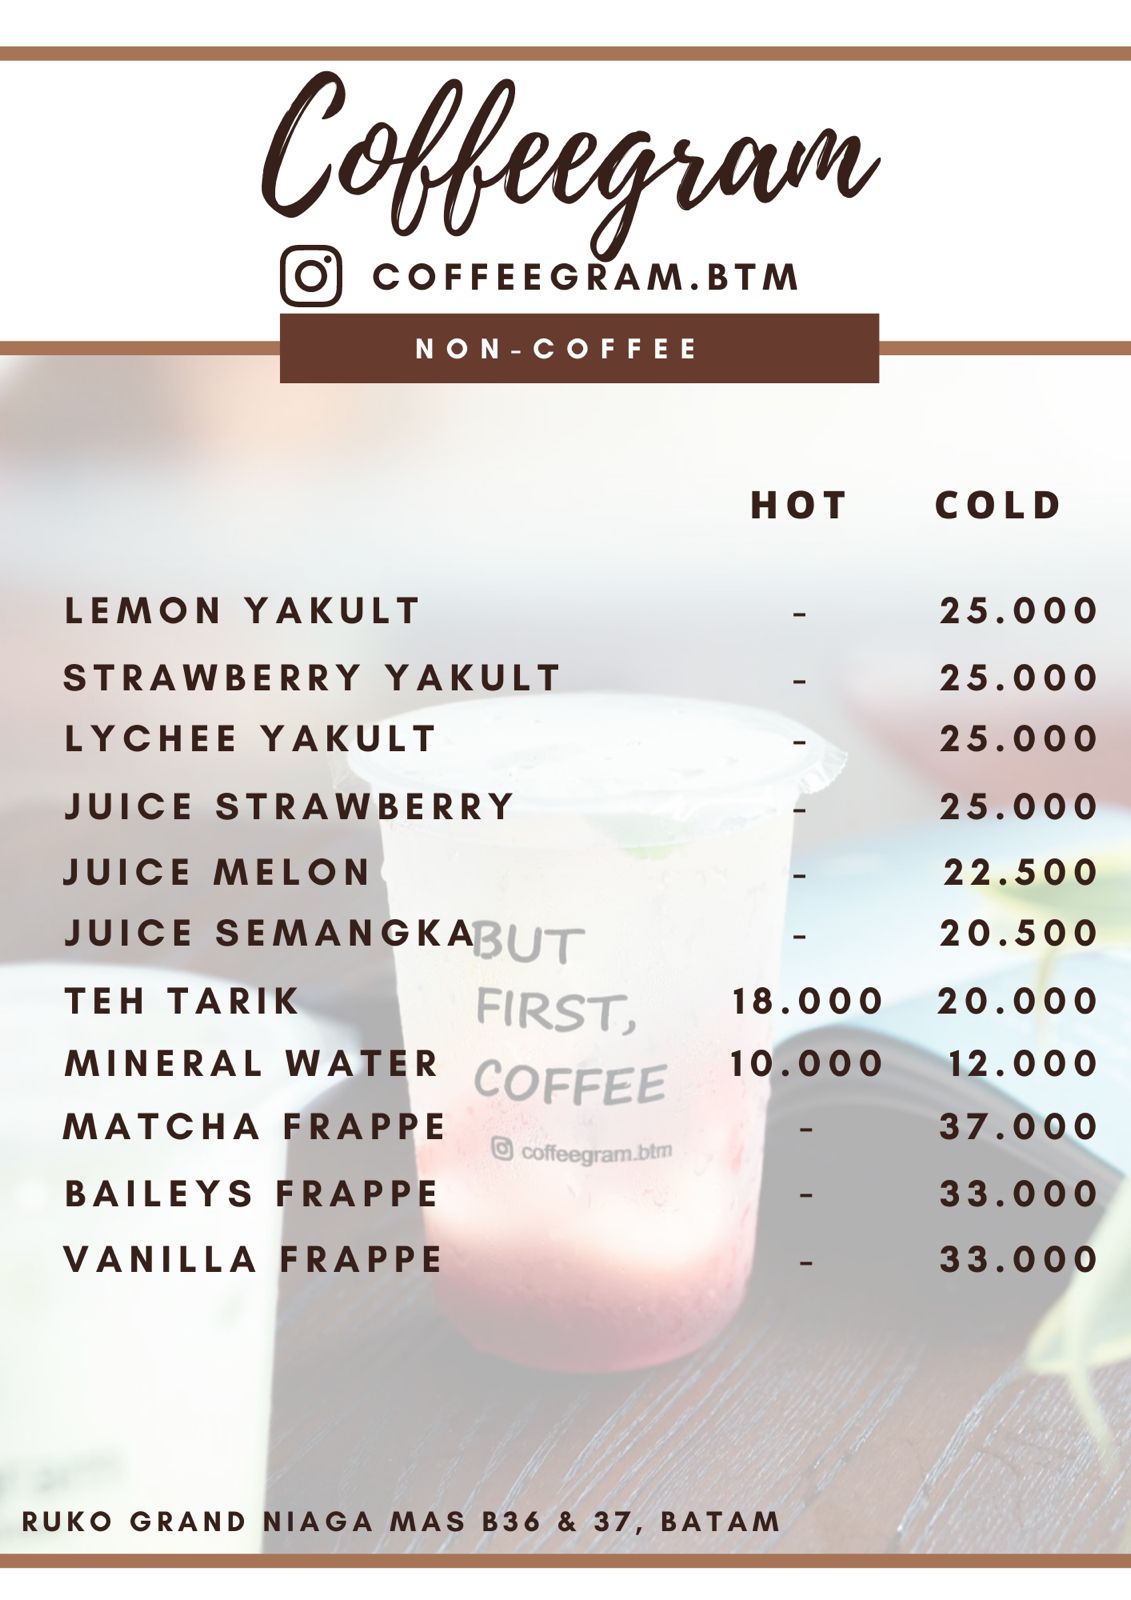 Coffeegram
COFFEEGRAM.BTM
NON-COFFEE
HOT COLD
LEMON YAKULT - 25.000
STRAWBERRY YAKULT - 25.000
LYCHEE YAKULT - 25.000
JUICE STRAWBERRY - 25.000
JUICE MELON - 22.500
JUICE SEMANGKA - 20.500
TEH TARIK 18.000 20.000
MINERAL WATER 10.000 12.000
MATCHA FRAPPE - 37.000
BAILEYS FRAPPE - 33.000
VANILLA FRAPPE - 33.000
BUT
FIRST,
COFFEE
coffeegram.btm
RUKO GRAND NIAGA MAS B36 & 37, BATAM